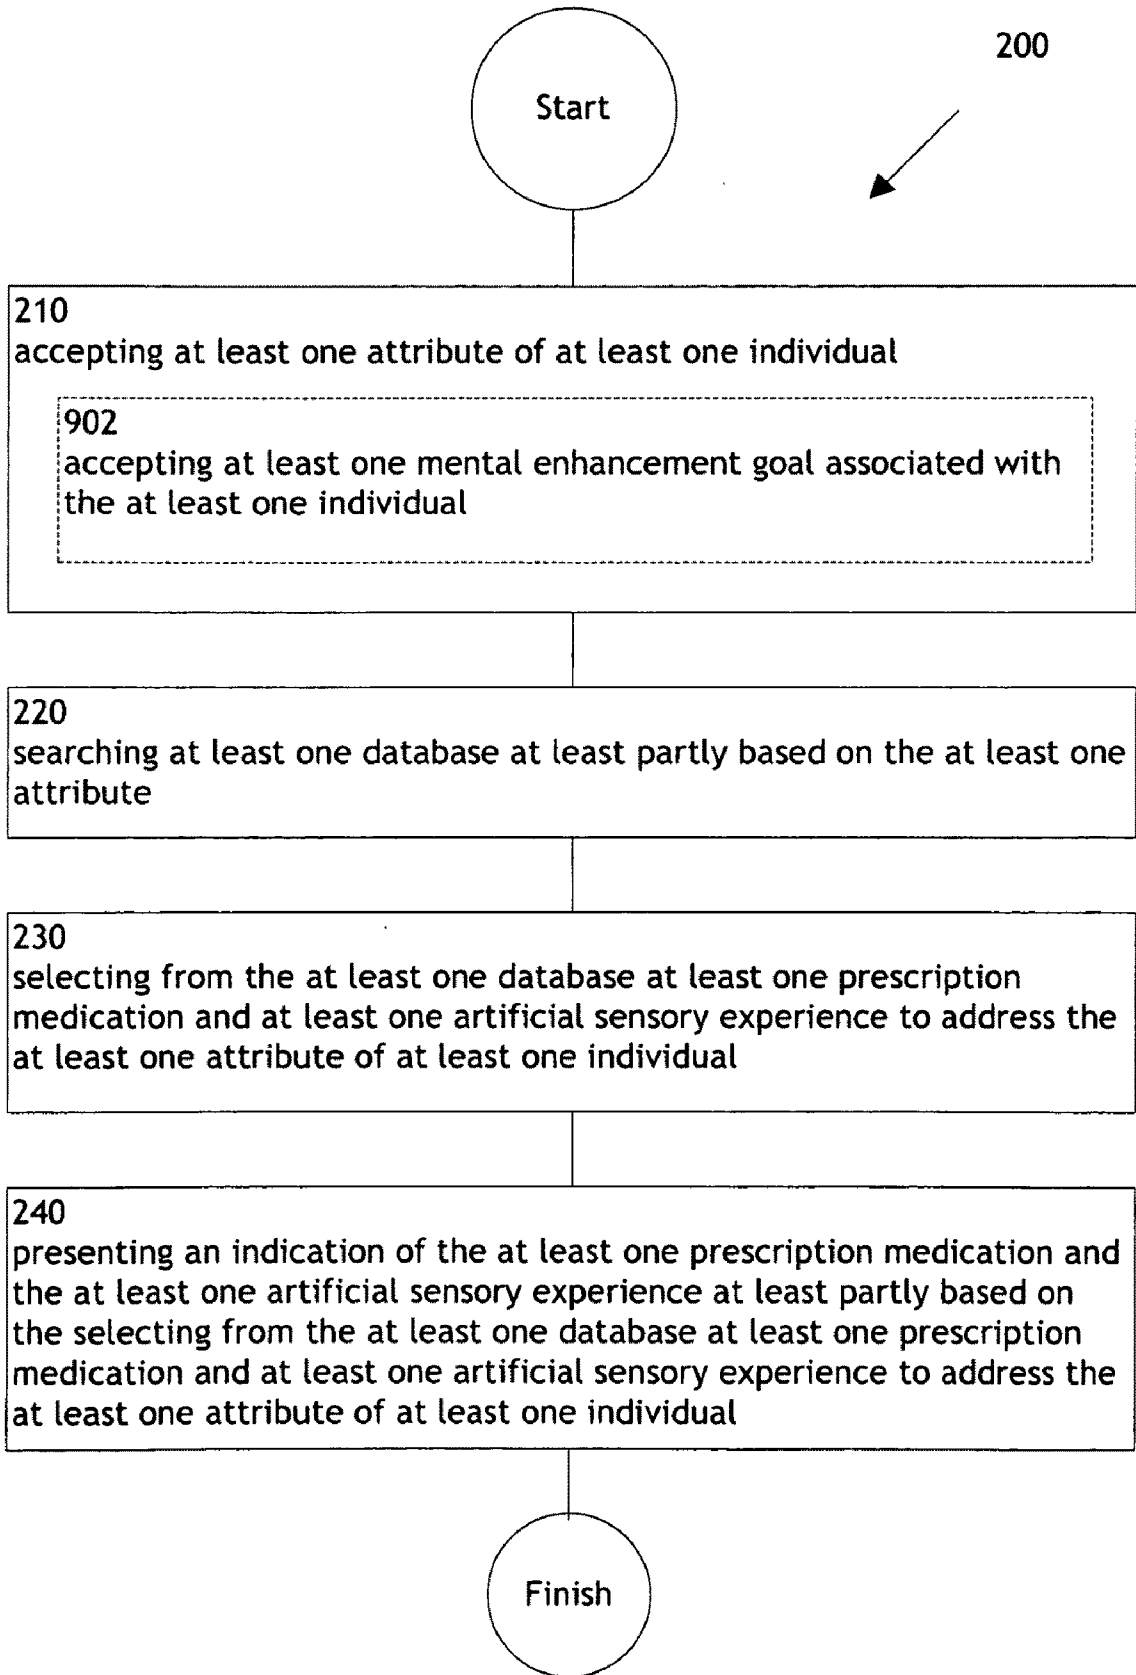 200
Start
210
accepting at least one attribute of at least one individual
902
accepting at least one mental enhancement goal associated with
the at least one individual
220
searching at least one database at least partly based on the at least one
attribute
230
selecting from the at least one database at least one prescription
medication and at least one artificial sensory experience to address the
at least one attribute of at least one individual
240
presenting an indication of the at least one prescription medication and
the at least one artificial sensory experience at least partly based on
the selecting from the at least one database at least one prescription
medication and at least one artificial sensory experience to address the
at least one attribute of at least one individual
Finish